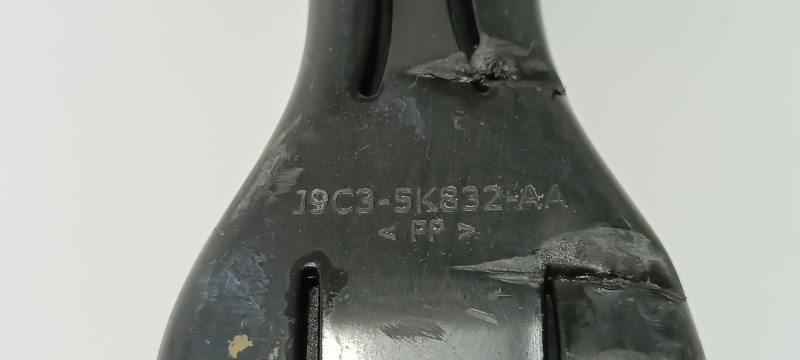 J9C3-5K832-AA
< PP >